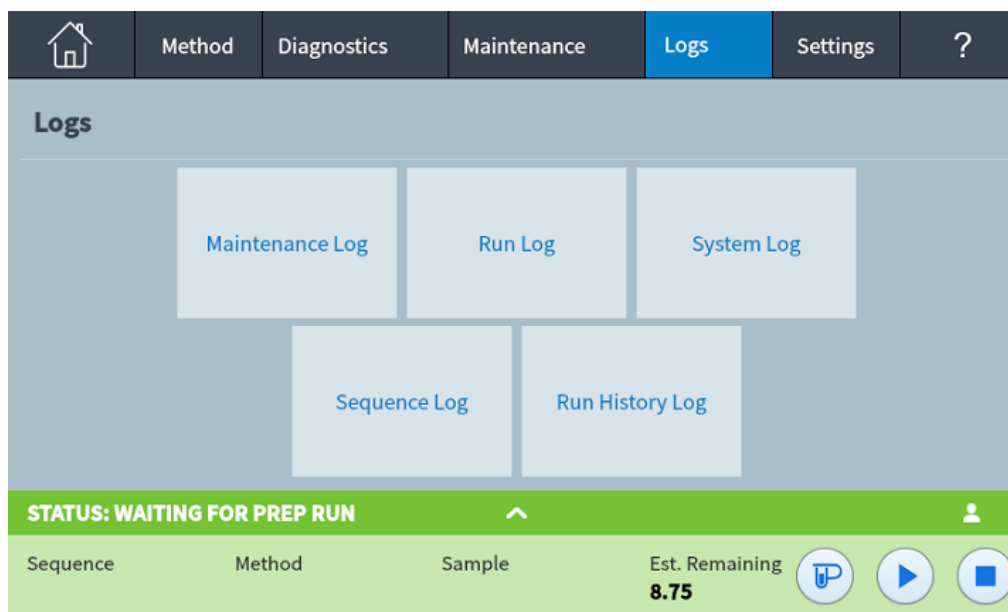 Method Diagnostics Maintenance Logs Settings ?
Logs
Maintenance Log Run Log System Log
Sequence Log Run History Log
STATUS: WAITING FOR PREP RUN
Sequence Method Sample Est. Remaining
8.75